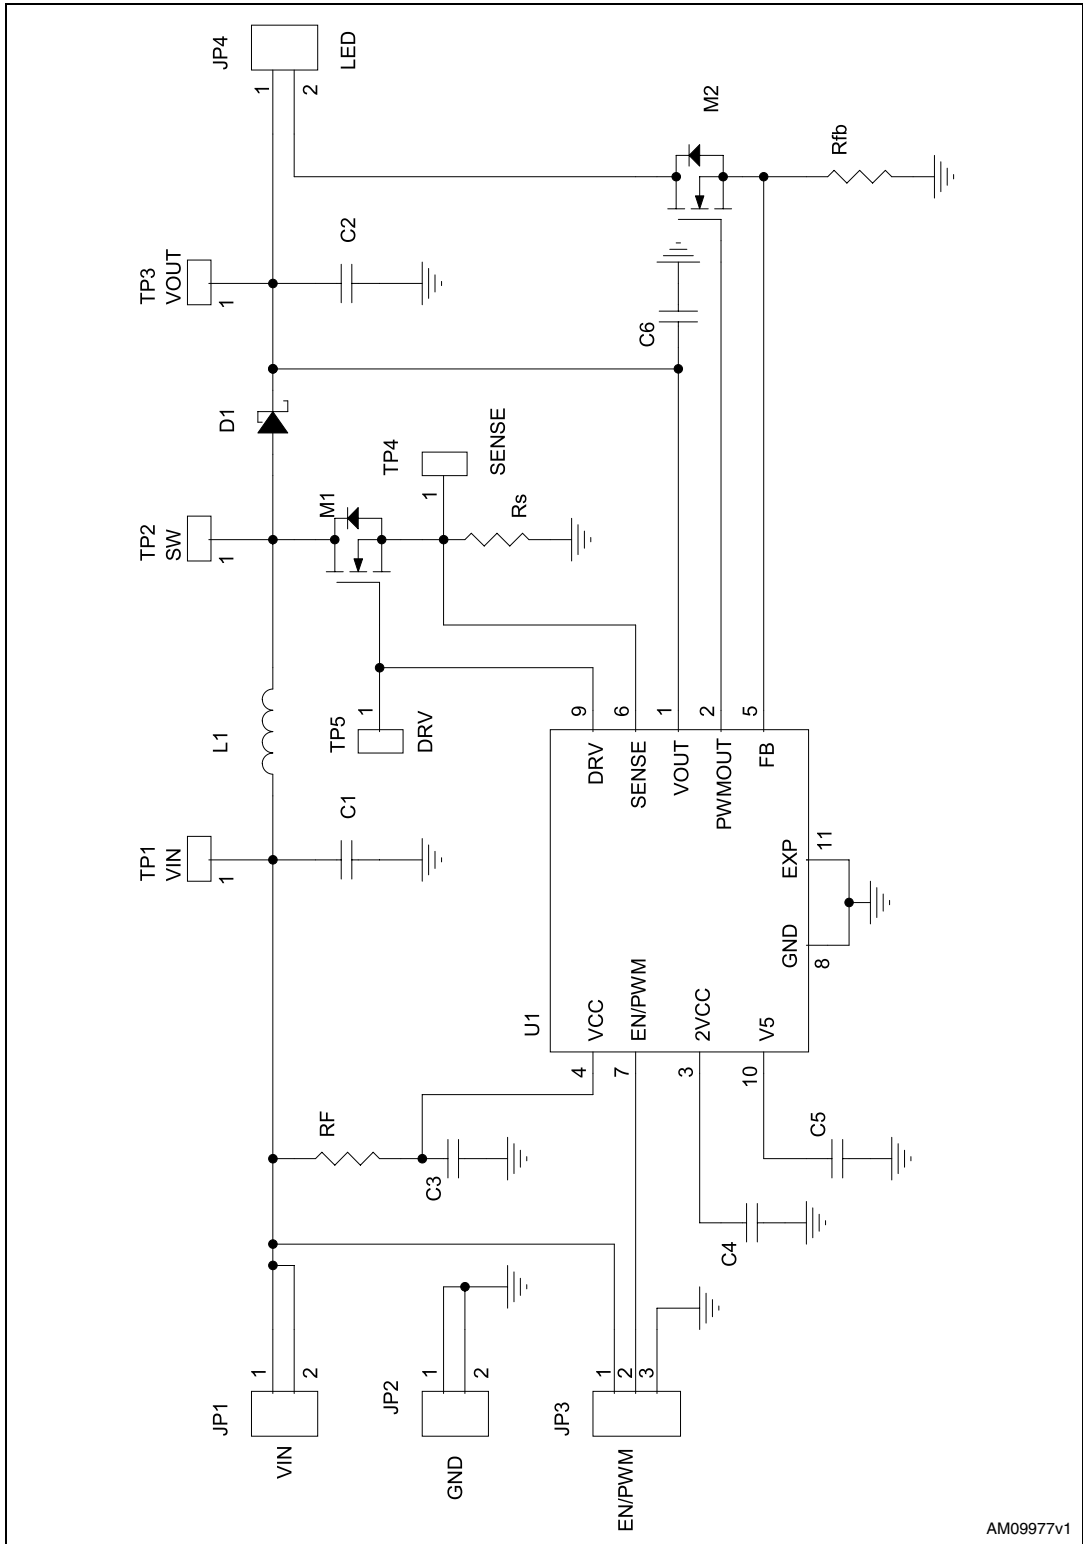 JP4
LED
1
2
M2
Rfb
TP3
VOUT
1
C2
C6
D1
TP4
SENSE
1
TP2
SW
1
M1
Rs
L1
TP5
DRV
1
TP1
VIN
1
C1
U1
9
DRV
6
SENSE
1
VOUT
2
PWMOUT
5
FB
EXP
11
GND
8
VCC
4
EN/PWM
7
2VCC
3
V5
10
RF
C3
C4
C5
JP1
VIN
1
2
JP2
GND
1
2
JP3
EN/PWM
1
2
3
AM09977v1